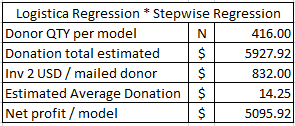 Logistica Regression * Stepwise Regression
Donor QTY per model N 416.00
Donation total estimated $ 5927.92
Inv 2 USD / mailed donor $ 832.00
Estimated Average Donation $ 14.25
Net profit / model $ 5095.92